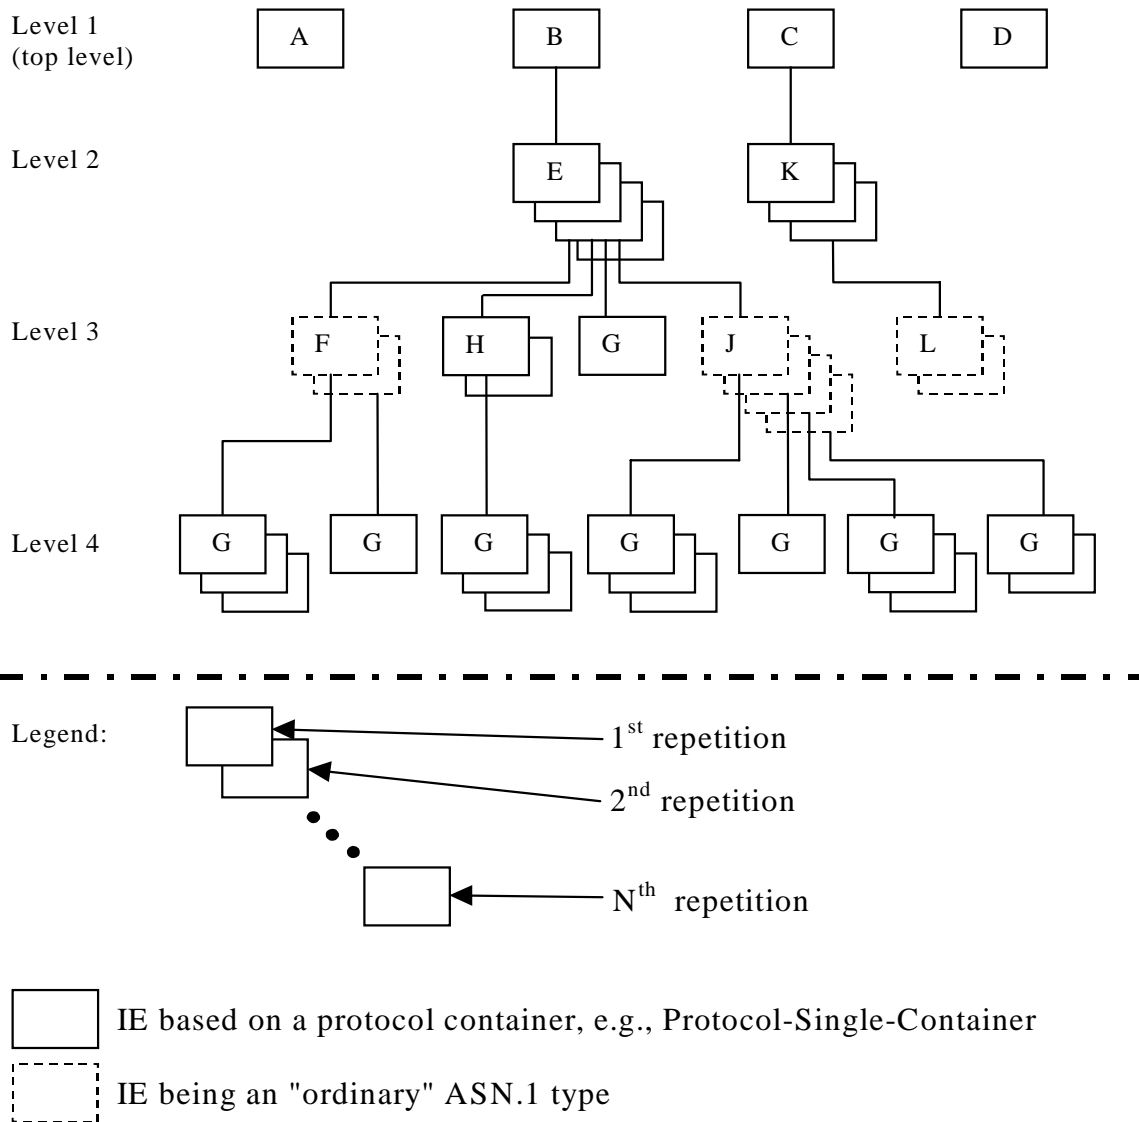 Level 1
(top level)
A
B
C
D
Level 2
E
K
Level 3
F
H
G
J
L
Level 4
G
G
G
G
G
G
G
Legend:
1st repetition
2nd repetition
Nth repetition
IE based on a protocol container, e.g., Protocol-Single-Container
IE being an "ordinary" ASN.1 type